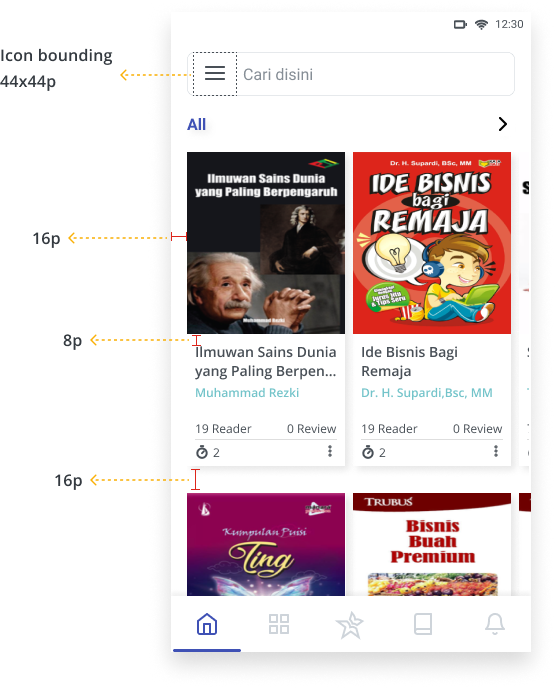 12:30
Icon bounding
44x44p
Cari disini
All
Ilmuwan Sains Dunia
yang Paling Berpengaruh
Muhammad Rezki
Dr. H. Supardi, BSc, MM
IDE BISNIS
bagi
REMAJA
16p
8p
Ilmuwan Sains Dunia
yang Paling Berpen...
Muhammad Rezki
19 Reader
0 Review
2
Ide Bisnis Bagi
Remaja
Dr. H. Supardi,Bsc, MM
19 Reader
0 Review
2
16p
Kumpulan Puisi
Ting
TRUBUS
Bisnis
Buah
Premium